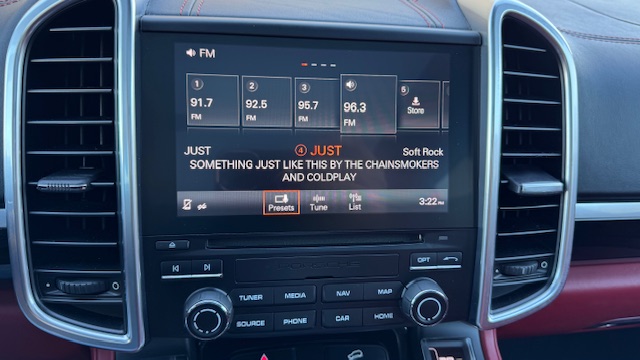 FM
1 2 3 5
91.7 92.5 95.7 96.3 Store
FM FM FM FM
JUST 4 JUST Soft Rock
SOMETHING JUST LIKE THIS BY THE CHAINSMOKERS
AND COLDPLAY
Presets Tune List 3:22 PM
OPT
TUNER MEDIA NAV MAP
SOURCE PHONE CAR HOME